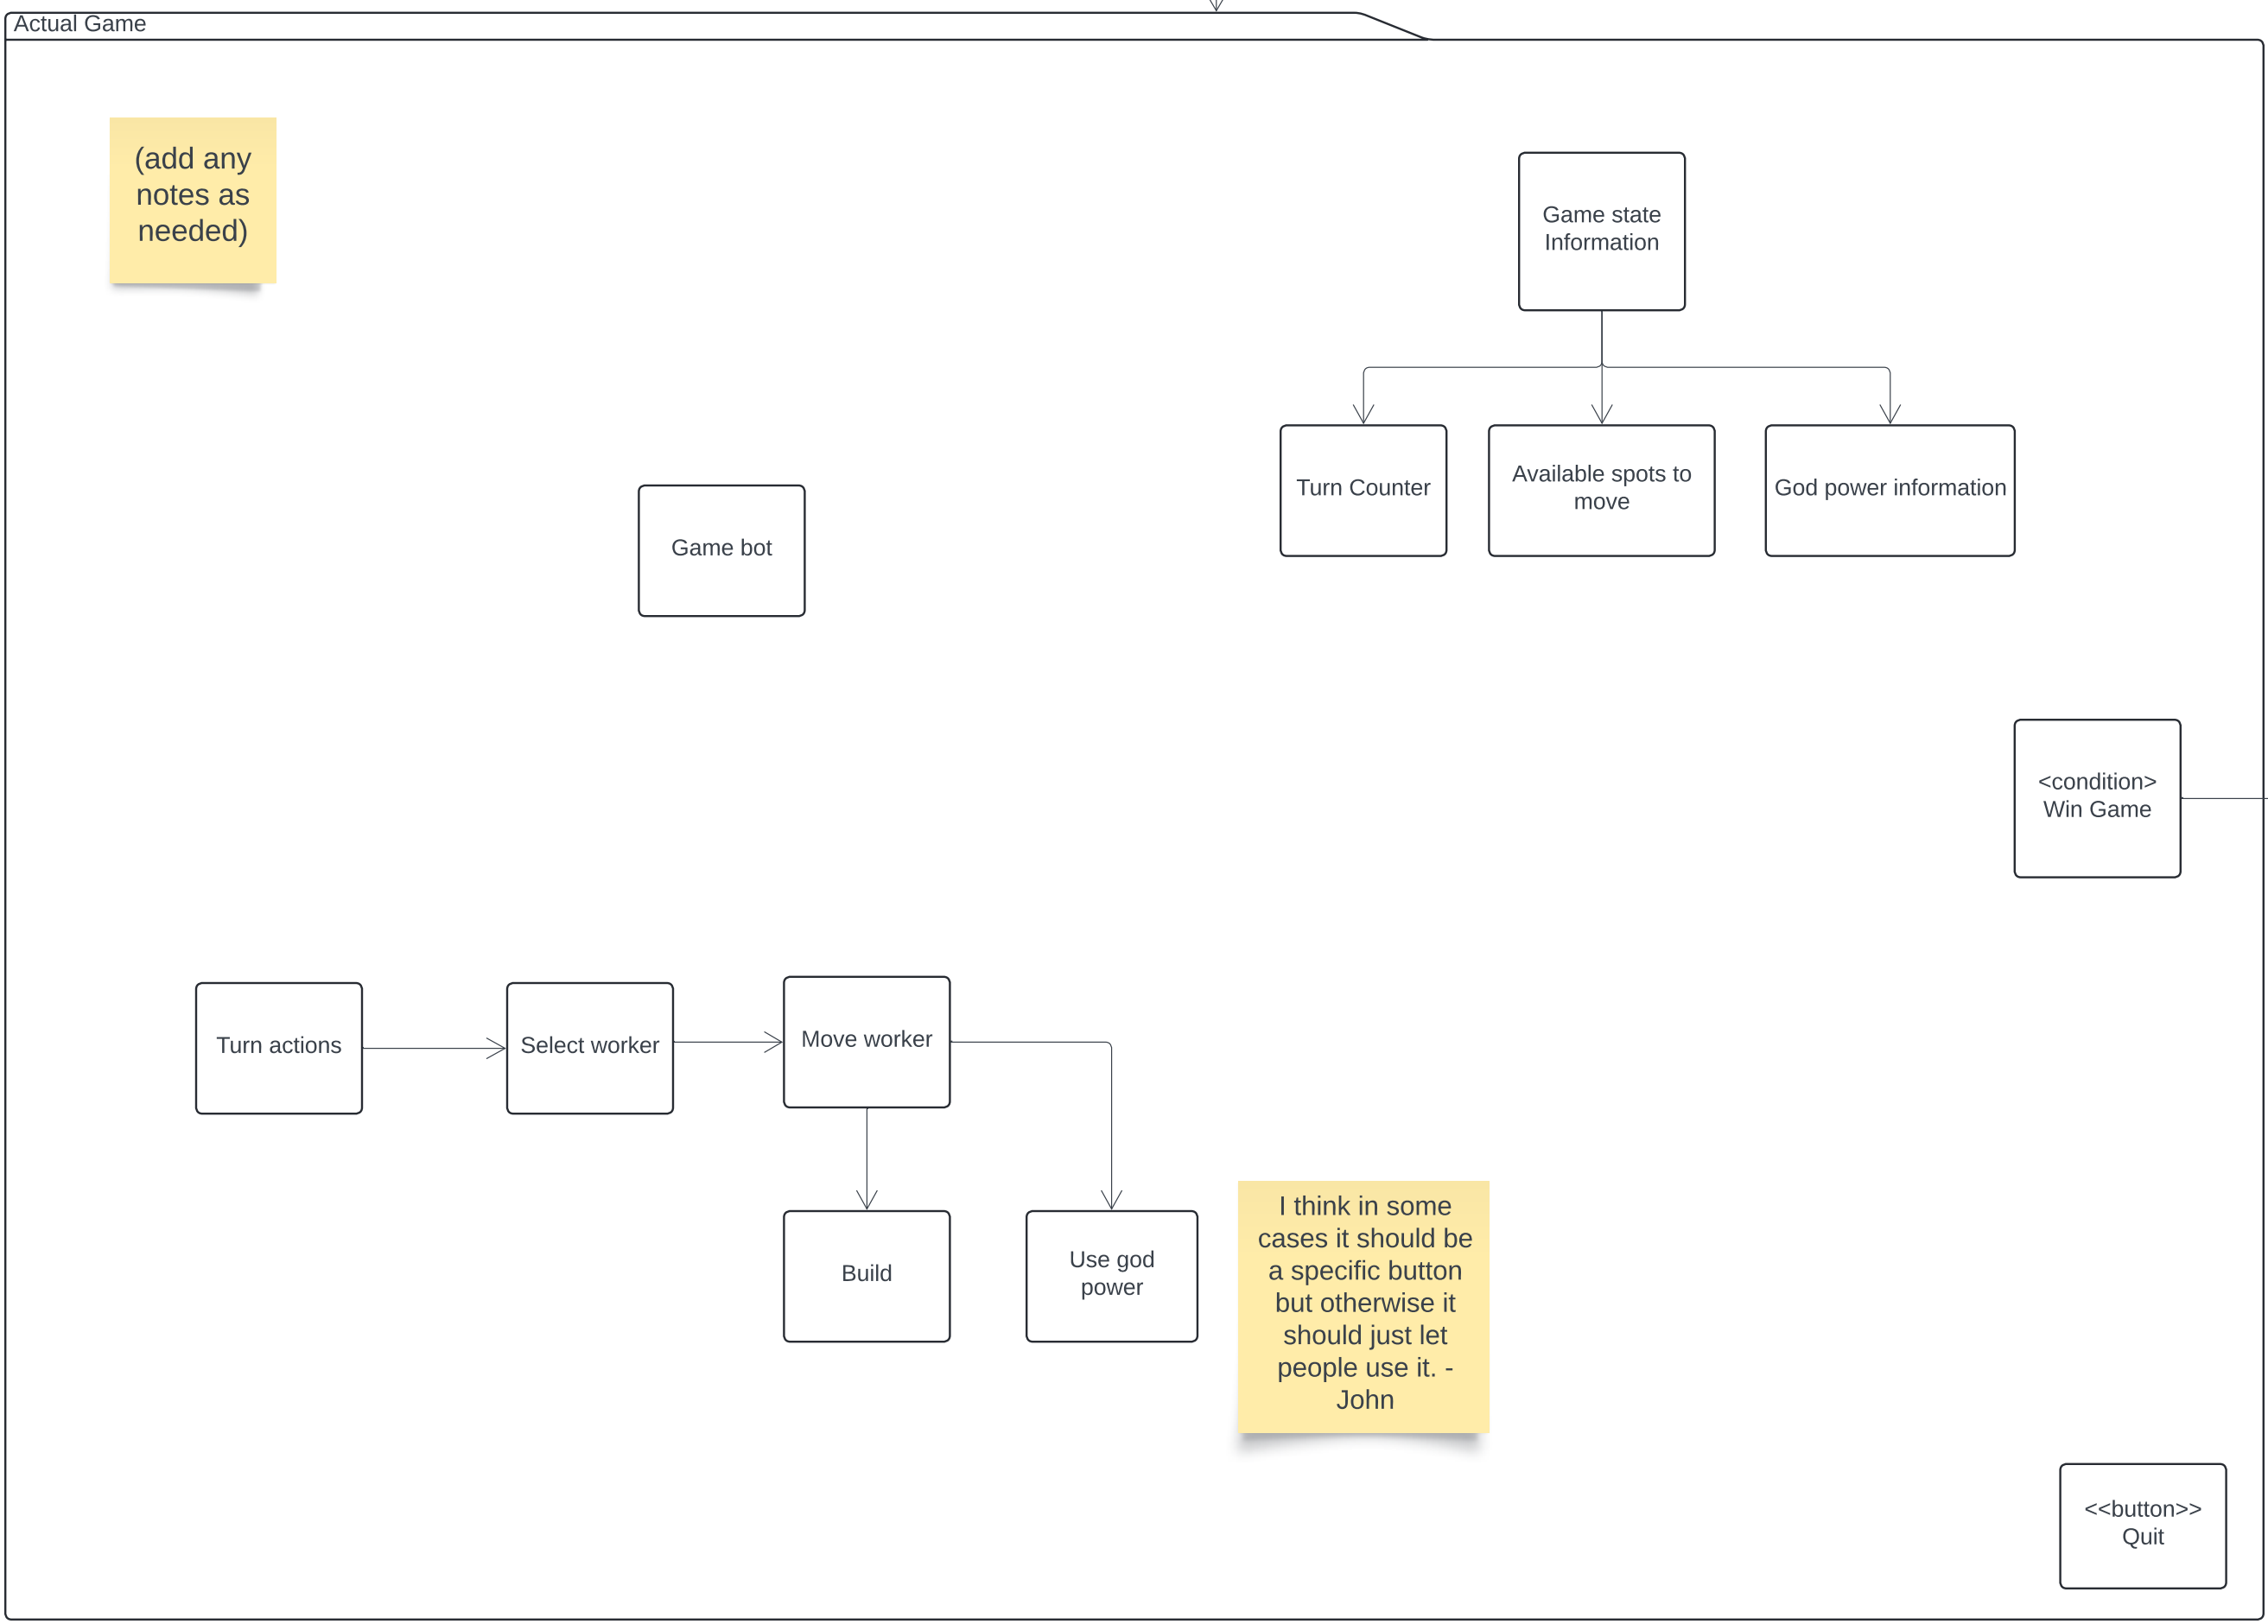 Actual Game
(add any
notes as
needed)
Game state
Information
Turn Counter
Available spots to
move
God power information
Game bot
<condition>
Win Game
Turn actions
Select worker
Move worker
Build
Use god
power
I think in some
cases it should be
a specific button
but otherwise it
should just let
people use it. -
John
<<button>>
Quit